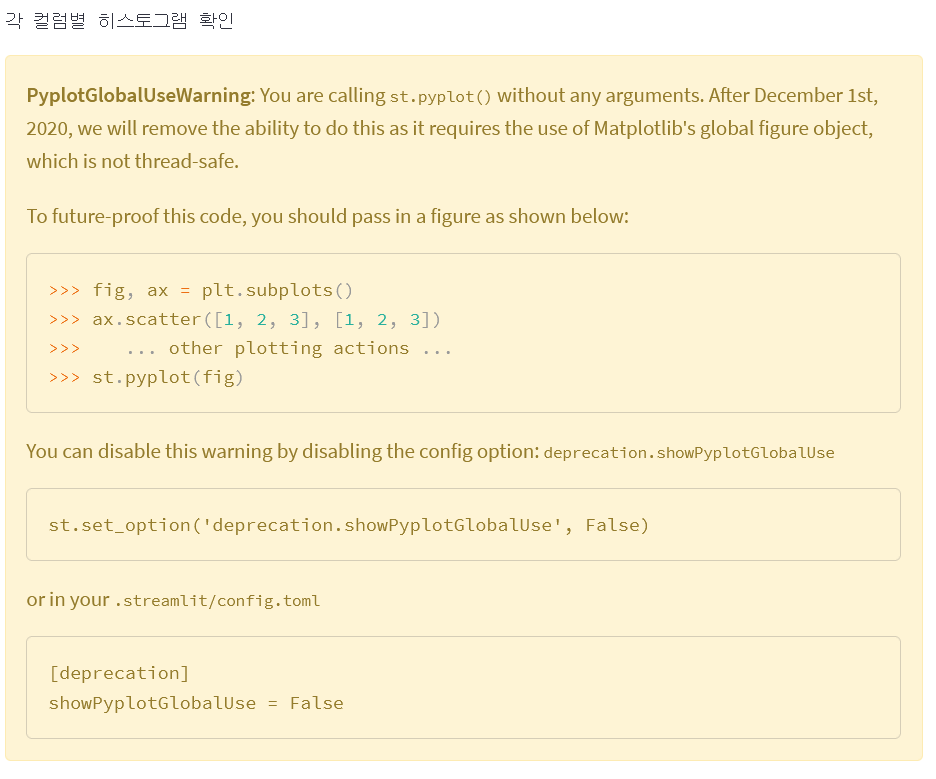 각 컬럼별 히스토그램 확인
PyplotGlobalUseWarning: You are calling st.pyplot() without any arguments. After December 1st,
2020, we will remove the ability to do this as it requires the use of Matplotlib's global figure object,
which is not thread-safe.
To future-proof this code, you should pass in a figure as shown below:
>>> fig, ax = plt.subplots()
>>> ax.scatter([1, 2, 3], [1, 2, 3])
>>>    ... other plotting actions ...
>>> st.pyplot(fig)
You can disable this warning by disabling the config option: deprecation.showPyplotGlobalUse
st.set_option('deprecation.showPyplotGlobalUse', False)
or in your .streamlit/config.toml
[deprecation]
showPyplotGlobalUse = False